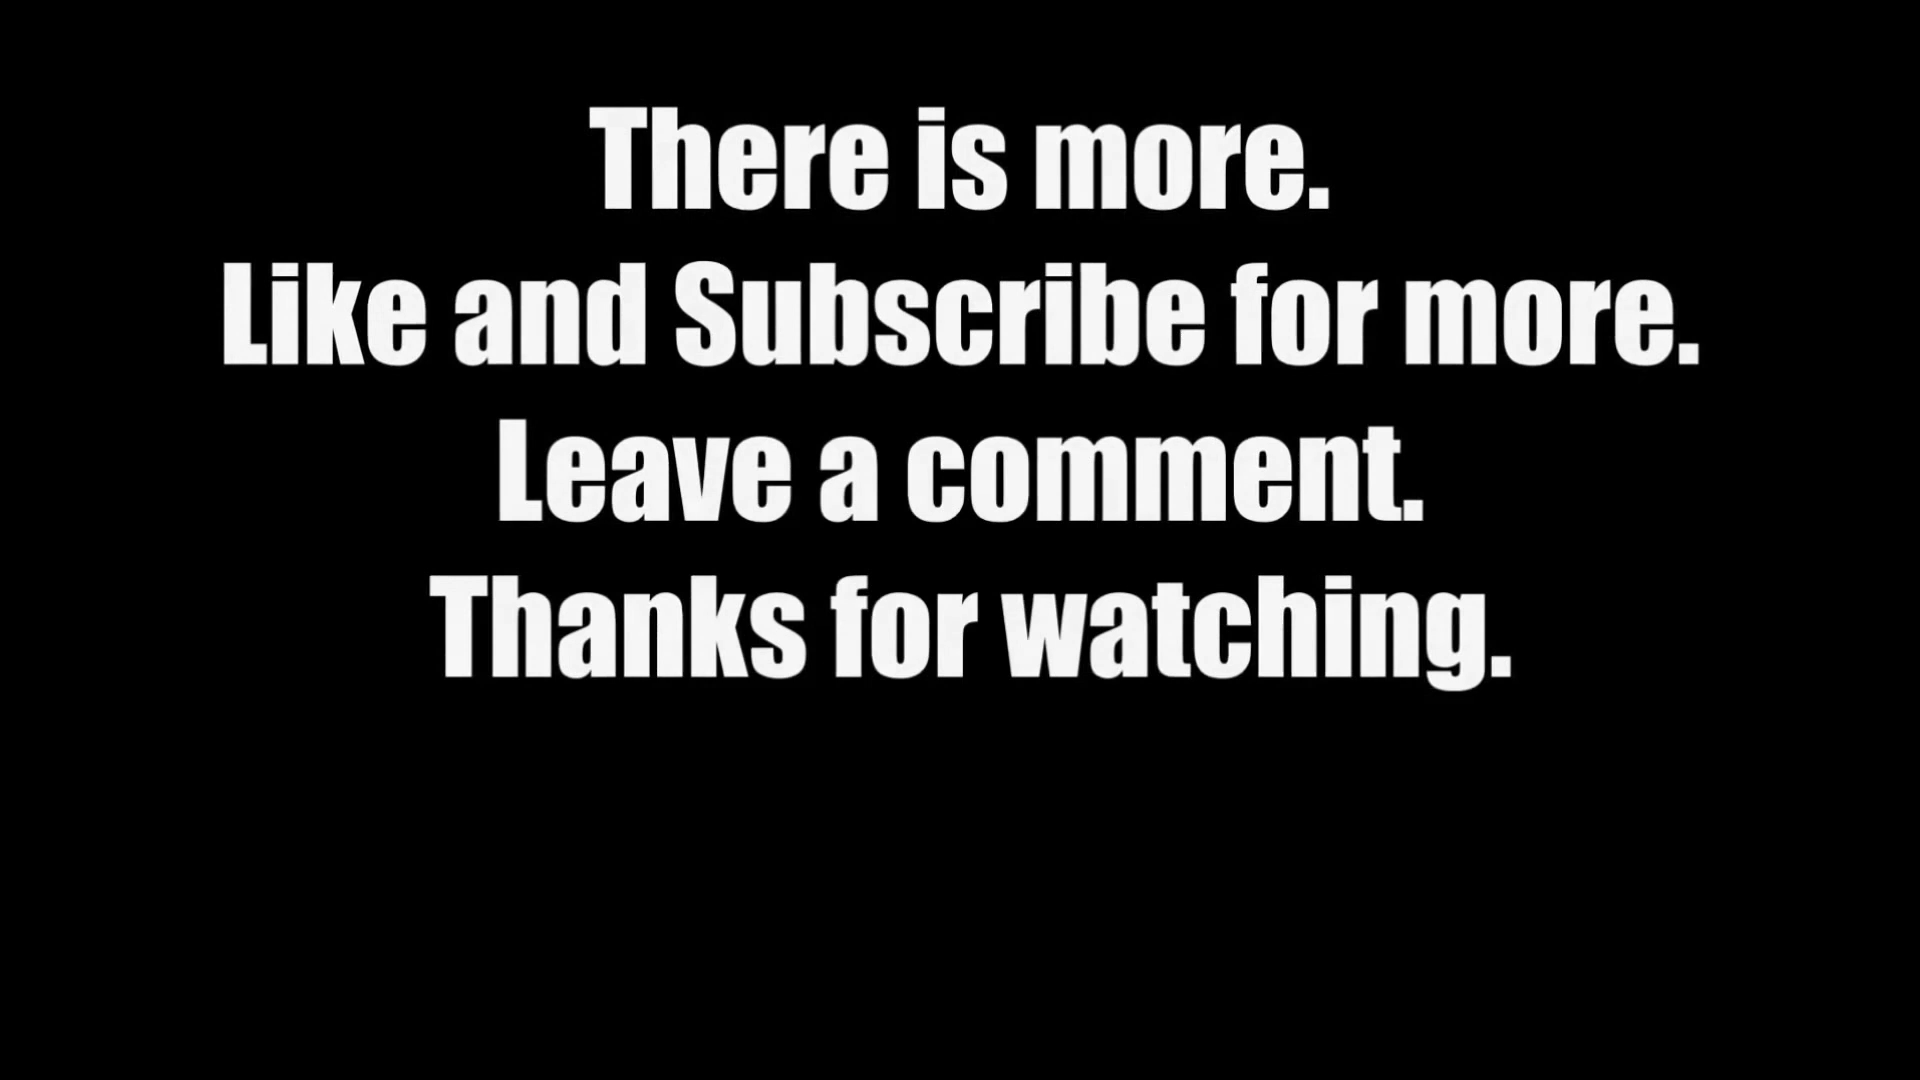 There is more.
Like and Subscribe for more.
Leave a comment.
Thanks for watching.